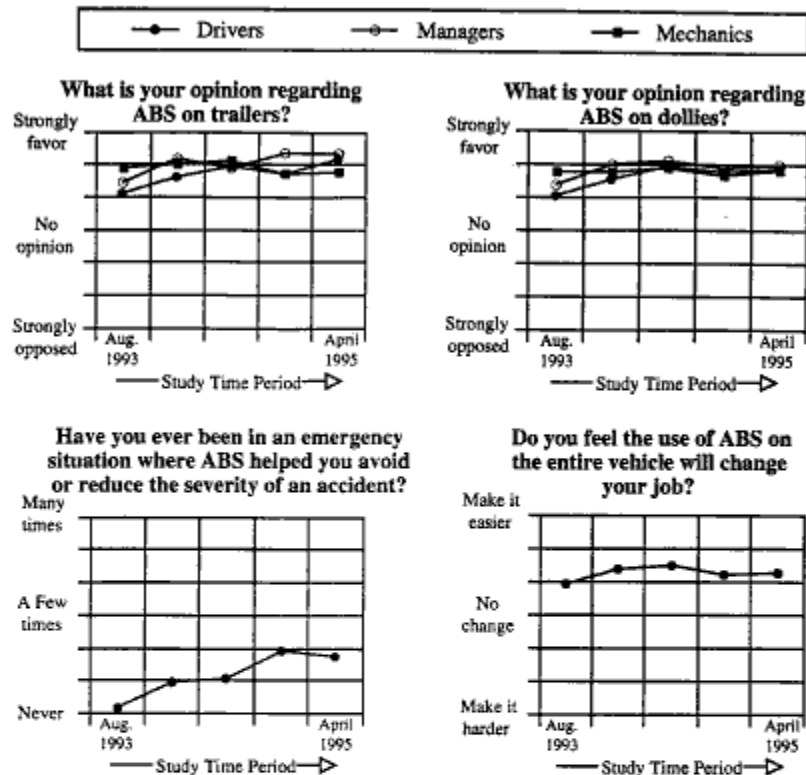 Drivers Managers Mechanics
What is your opinion regarding
ABS on trailers?
Strongly
favor
No
opinion
Strongly
opposed
Aug.
1993
April
1995
Study Time Period
What is your opinion regarding
ABS on dollies?
Strongly
favor
No
opinion
Strongly
opposed
Aug.
1993
April
1995
Study Time Period
Have you ever been in an emergency
situation where ABS helped you avoid
or reduce the severity of an accident?
Many
times
A Few
times
Never
Aug.
1993
April
1995
Study Time Period
Do you feel the use of ABS on
the entire vehicle will change
your job?
Make it
easier
No
change
Make it
harder
Aug.
1993
April
1995
Study Time Period